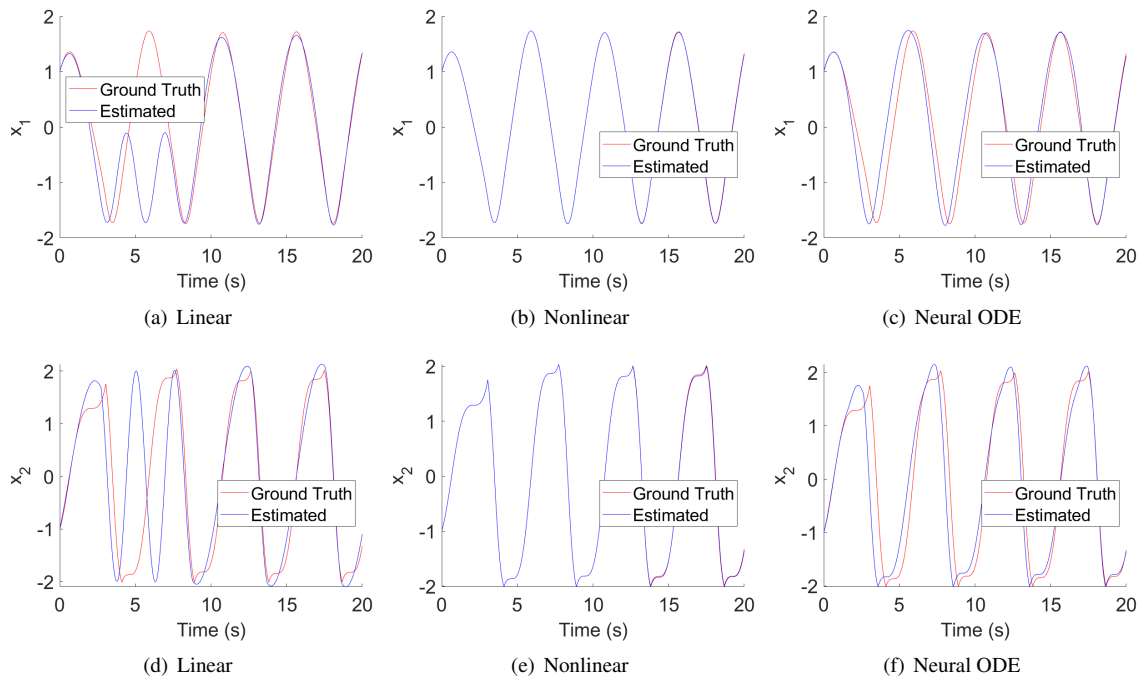 2
1
0
-1
-2
x1
Ground Truth
Estimated
0 5 10 15 20
Time (s)
(a) Linear
2
1
0
-1
-2
x1
Ground Truth
Estimated
0 5 10 15 20
Time (s)
(b) Nonlinear
2
1
0
-1
-2
x1
Ground Truth
Estimated
0 5 10 15 20
Time (s)
(c) Neural ODE
2
1
0
-1
-2
x2
Ground Truth
Estimated
0 5 10 15 20
Time (s)
(d) Linear
2
1
0
-1
-2
x2
Ground Truth
Estimated
0 5 10 15 20
Time (s)
(e) Nonlinear
2
1
0
-1
-2
x2
Ground Truth
Estimated
0 5 10 15 20
Time (s)
(f) Neural ODE